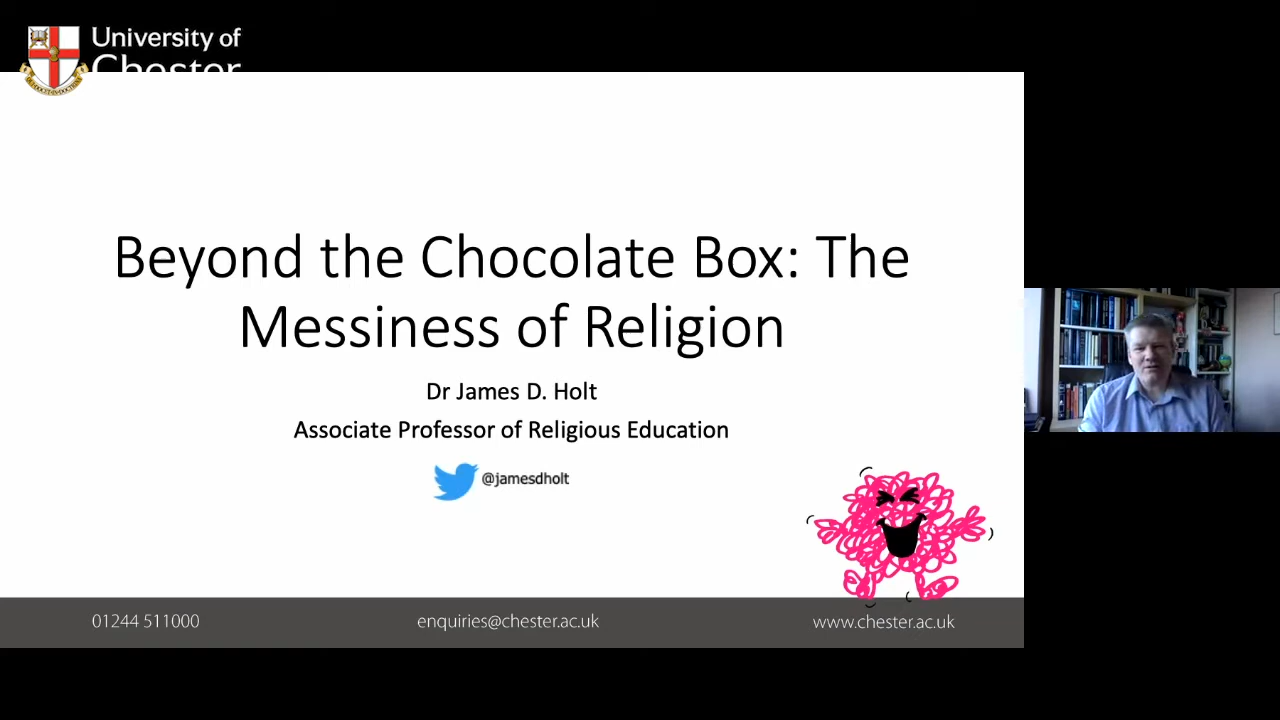 University of
Chester
Beyond the Chocolate Box: The
Messiness of Religion
Dr James D. Holt
Associate Professor of Religious Education
@jamesdholt
01244 511000
enquiries@chester.ac.uk
www.chester.ac.uk